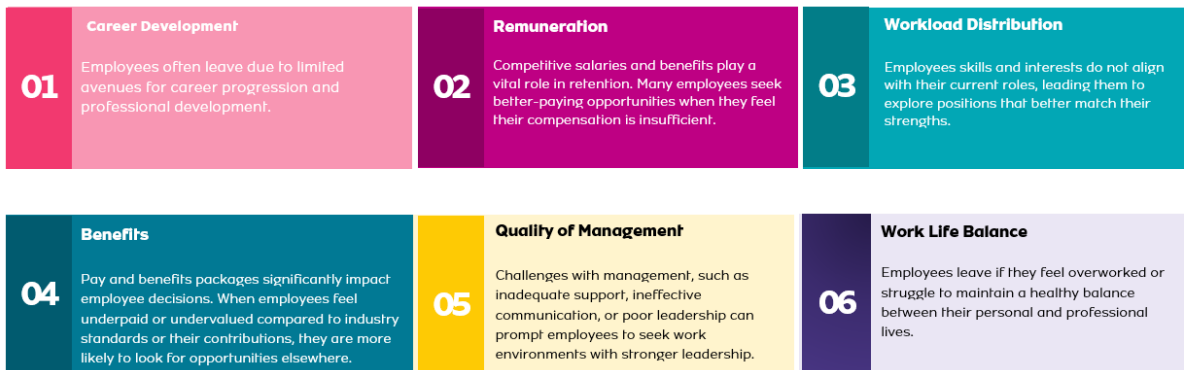 01
Career Development
Employees often leave due to limited
avenues for career progression and
professional development.
02
Remuneration
Competitive salaries and benefits play a
vital role in retention. Many employees seek
better-paying opportunities when they feel
their compensation is insufficient.
03
Workload Distribution
Employees skills and interests do not align
with their current roles, leading them to
explore positions that better match their
strengths.
04
Benefits
Pay and benefits packages significantly impact
employee decisions. When employees feel
underpaid or undervalued compared to industry
standards or their contributions, they are more
likely to look for opportunities elsewhere.
05
Quality of Management
Challenges with management, such as
inadequate support, ineffective
communication, or poor leadership can
prompt employees to seek work
environments with stronger leadership.
06
Work Life Balance
Employees leave if they feel overworked or
struggle to maintain a healthy balance
between their personal and professional
lives.